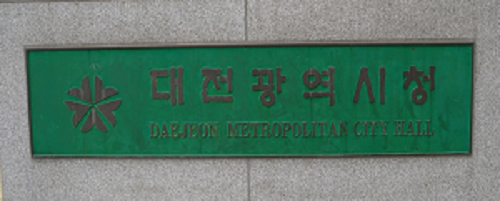 대전광역시청
DAEJEON METROPOLITAN CITY HALL